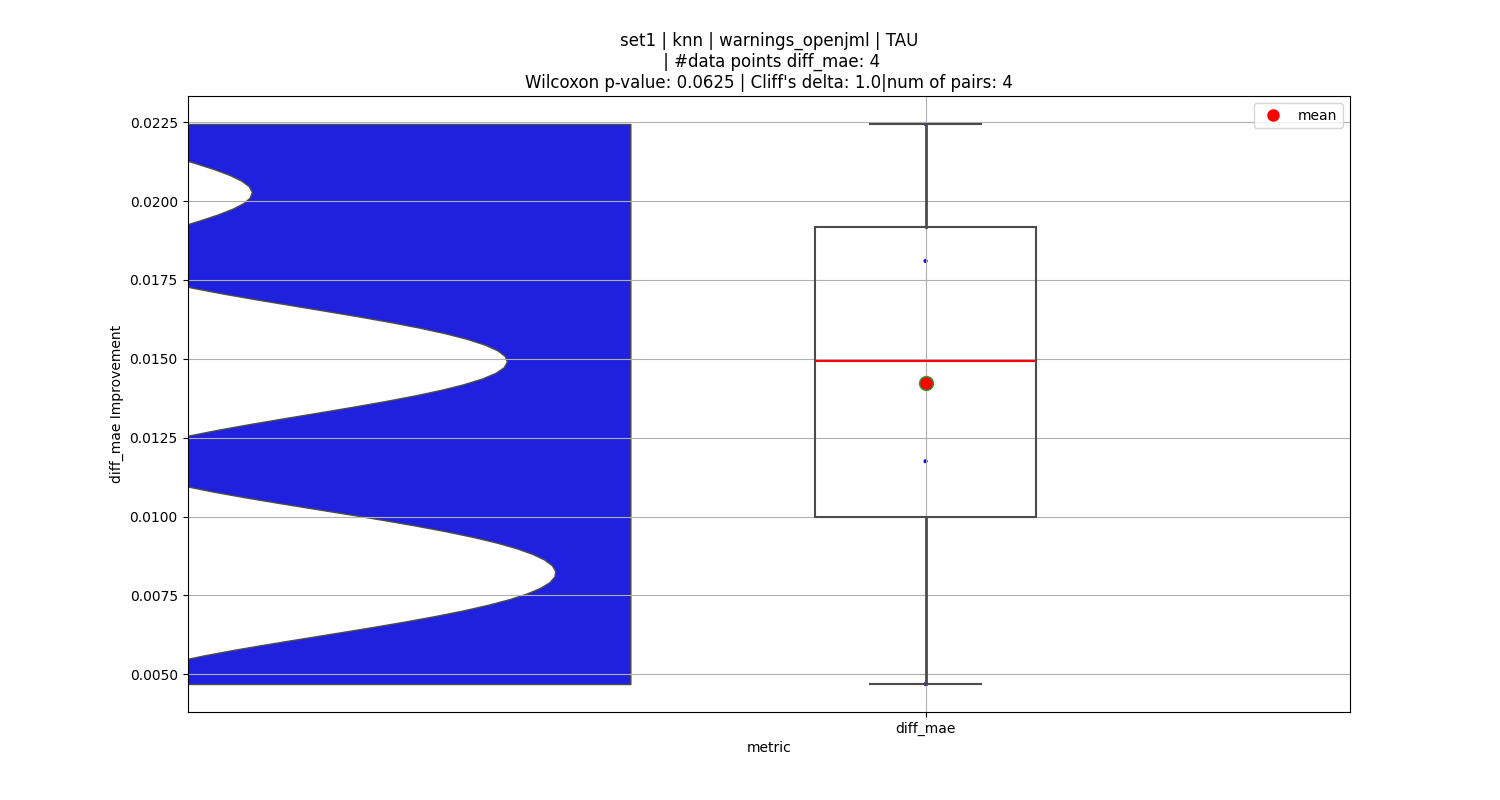 set1 | knn | warnings_openjml | TAU
| #data points diff_mae: 4
Wilcoxon p-value: 0.0625 | Cliff's delta: 1.0|num of pairs: 4
mean
0.0225
0.0200
0.0175
0.0150
0.0125
0.0100
0.0075
0.0050
diff_mae Improvement
diff_mae
metric